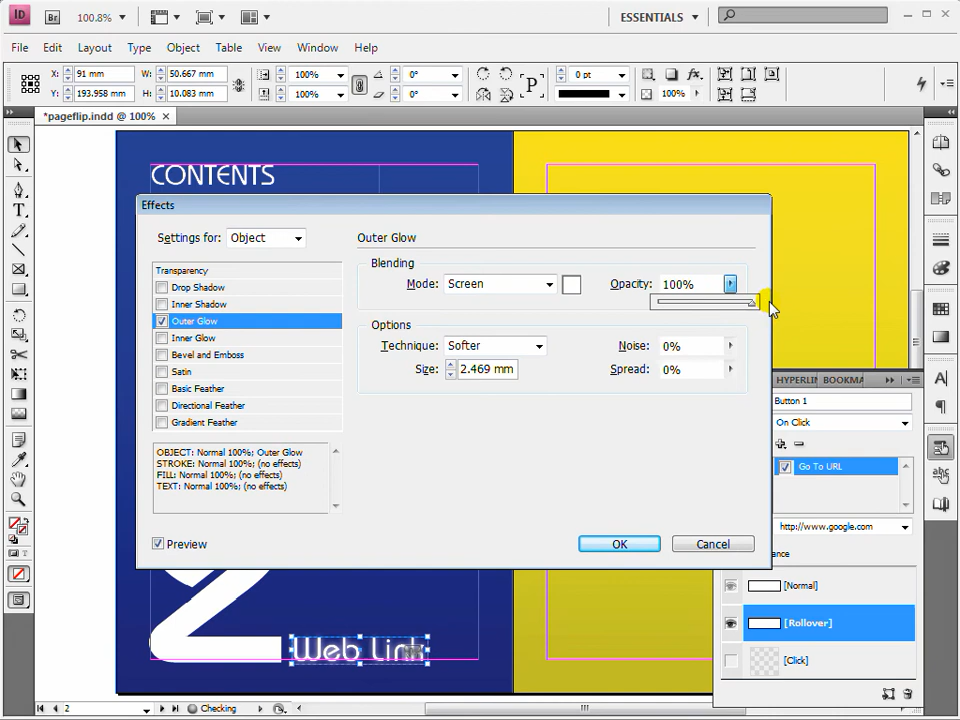 ID Br 100.8% ESSENTIALS
File Edit Layout Type Object Table View Window Help
X: 91 mm W: 50.667 mm 100% 0° 0 pt
Y: 193.958 mm H: 10.083 mm 100% 0° 100%
*pageflip.indd @ 100%
CONTENTS
Effects
Settings for: Object Outer Glow
Transparency
Drop Shadow
Inner Shadow
Outer Glow
Inner Glow
Bevel and Emboss
Satin
Basic Feather
Directional Feather
Gradient Feather
Blending
Mode: Screen Opacity: 100%
Options
Technique: Softer Noise: 0%
Size: 2.469 mm Spread: 0%
OBJECT: Normal 100%; Outer Glow
STROKE: Normal 100%; (no effects)
FILL: Normal 100%; (no effects)
TEXT: Normal 100%; (no effects)
Preview OK Cancel
HYPERLIN BOOKMA
Button 1
On Click
Go To URL
http://www.google.com
[Normal]
[Rollover]
[Click]
2 Web Link
2 Checking